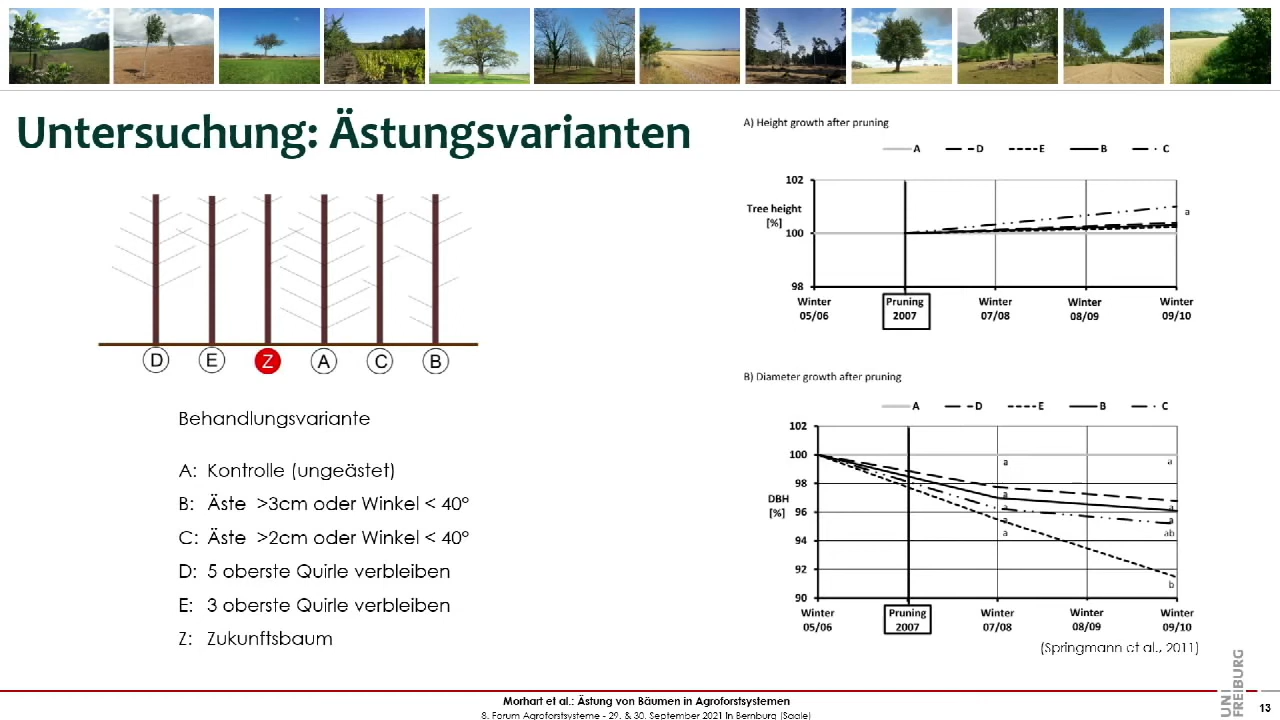 Untersuchung: Ästungsvarianten
D E Z A C B
Behandlungsvariante
A: Kontrolle (ungeästet)
B: Äste >3cm oder Winkel < 40°
C: Äste >2cm oder Winkel < 40°
D: 5 oberste Quirle verbleiben
E: 3 oberste Quirle verbleiben
Z: Zukunftsbaum
A) Height growth after pruning
A D E B C
102
Tree height
[%]
100
98
a
Winter Pruning Winter Winter Winter
05/06 2007 07/08 08/09 09/10
B) Diameter growth after pruning
A D E B C
102
100
98
DBH
[%]
96
94
92
90
a a
a a
a a
a ab
b
Winter Pruning Winter Winter Winter
05/06 2007 07/08 08/09 09/10
(Springmann et al., 2011)
UNI
FREIBURG
Morhart et al.: Ästung von Bäumen in Agroforstsystemen
8. Forum Agroforstsysteme - 29. & 30. September 2021 in Bernburg (Saale)
13